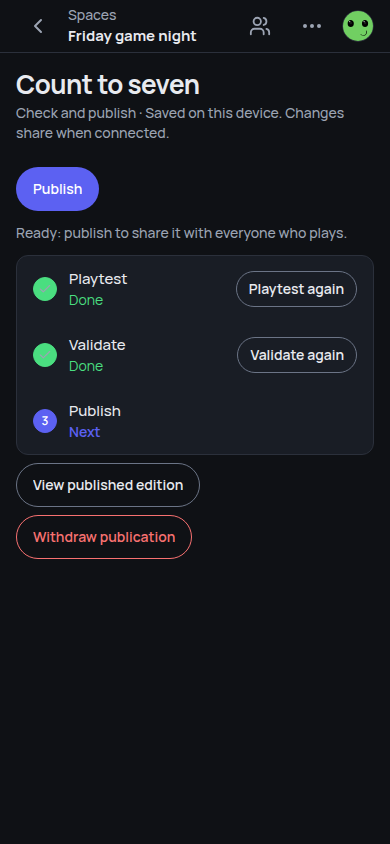 Spaces
Friday game night
Count to seven
Check and publish · Saved on this device. Changes
share when connected.
Publish
Ready: publish to share it with everyone who plays.
Playtest
Done
Playtest again
Validate
Done
Validate again
3
Publish
Next
View published edition
Withdraw publication